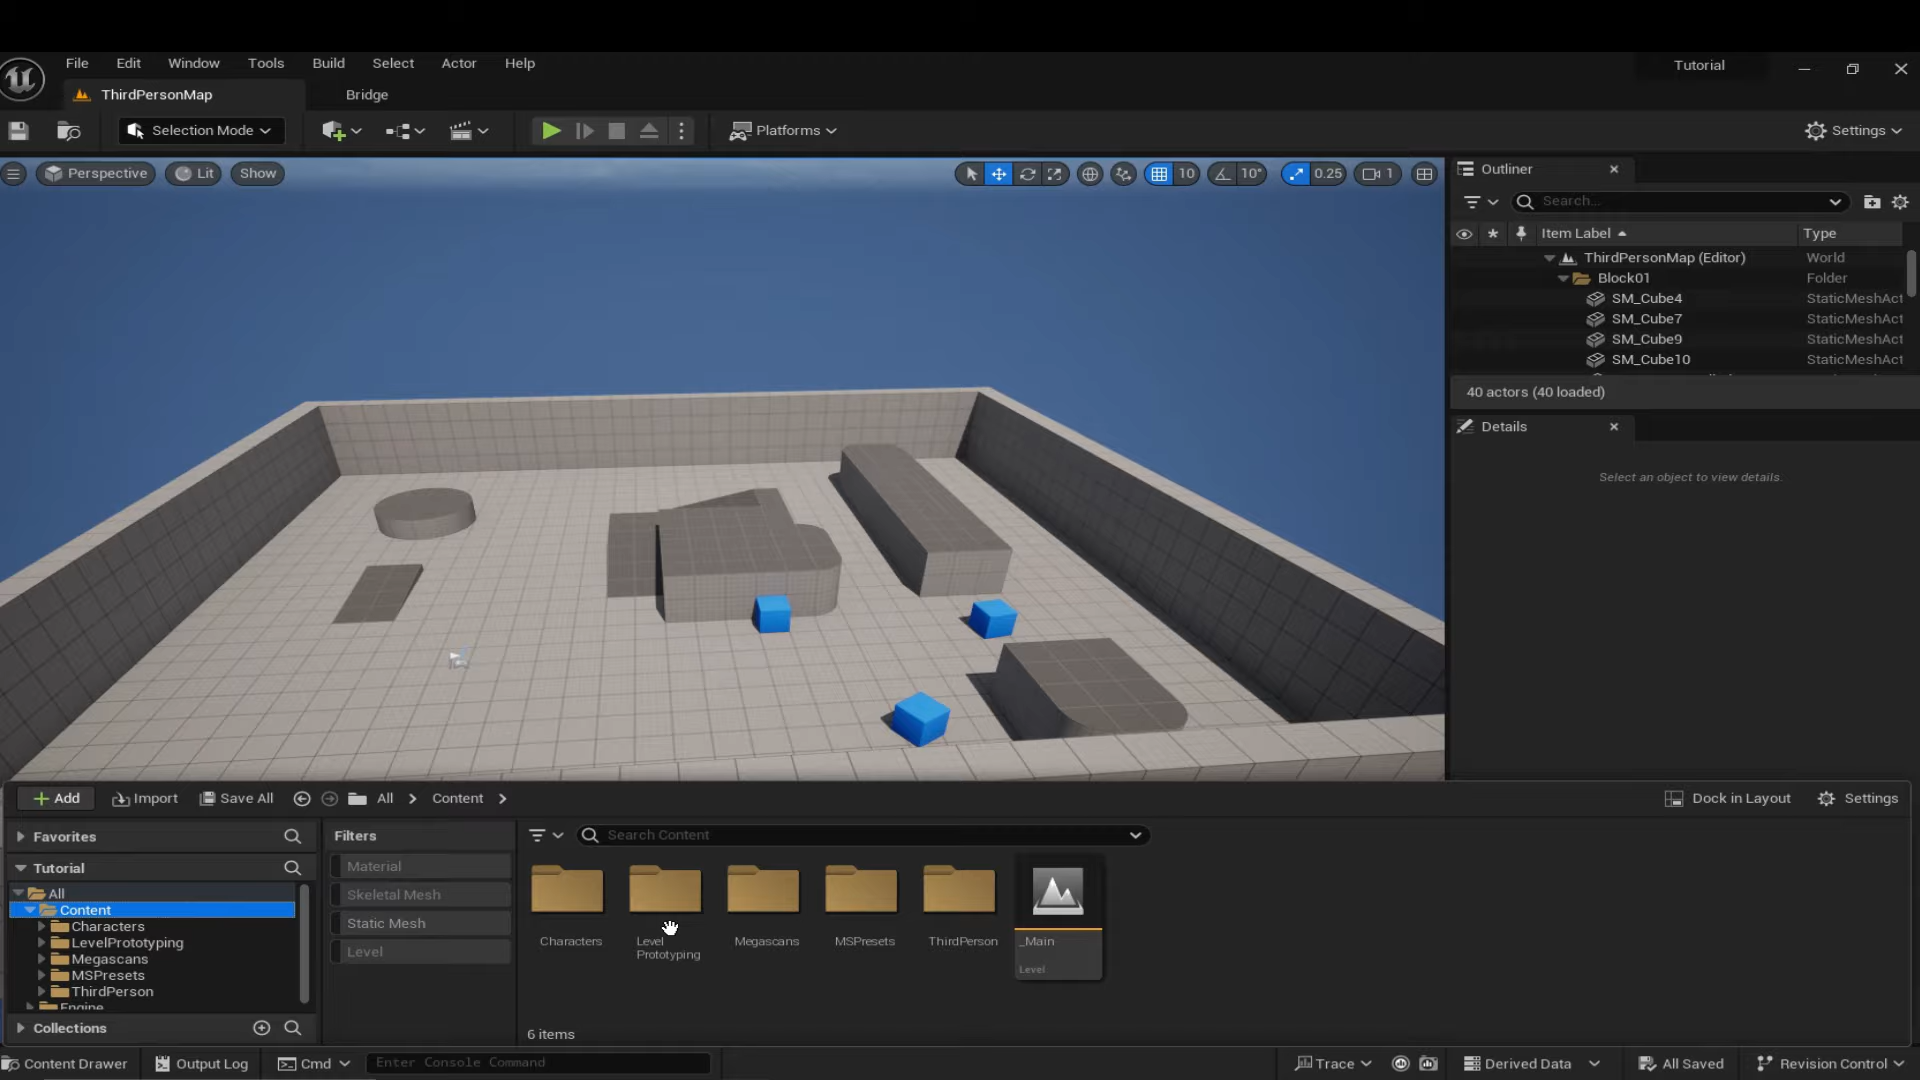 File Edit Window Tools Build Select Actor Help
Tutorial
ThirdPersonMap
Bridge
Selection Mode
Platforms
Settings
Perspective
Lit
Show
10
10°
0.25
1
Outliner
Search...
Item Label
Type
ThirdPersonMap (Editor) World
Block01 Folder
SM_Cube4 StaticMeshAct
SM_Cube7 StaticMeshAct
SM_Cube9 StaticMeshAct
SM_Cube10 StaticMeshAct
40 actors (40 loaded)
Details
Select an object to view details.
Add
Import
Save All
All
Content
Dock in Layout
Settings
Favorites
Tutorial
All
Content
Characters
LevelPrototyping
Megascans
MSPresets
ThirdPerson
Engine
Collections
Filters
Material
Skeletal Mesh
Static Mesh
Level
Search Content
Characters
Level
Prototyping
Megascans
MSPresets
ThirdPerson
_Main
Level
6 items
Content Drawer
Output Log
Cmd
Enter Console Command
Trace
Derived Data
All Saved
Revision Control